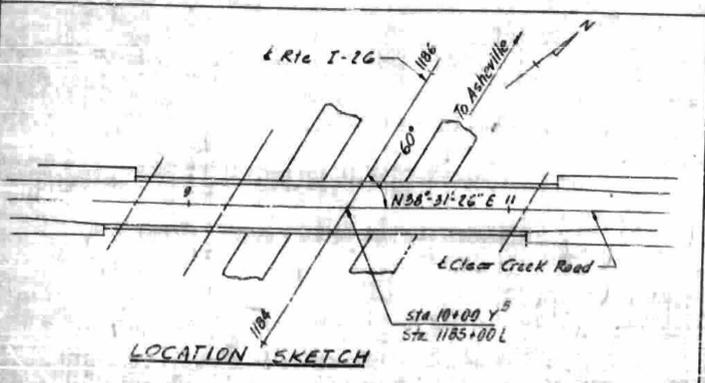 ℄ Rte I-26
1186
To Asheville
N
60°
9
N38°-31'-26" E
11
℄ Clear Creek Road
1184
Sta 10+00 Y⁵
Sta 1185+00 L
LOCATION SKETCH